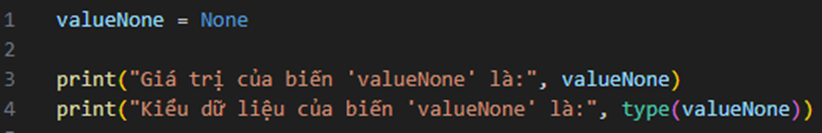 1 valueNone = None
2
3 print("Giá trị của biến 'valueNone' là:", valueNone)
4 print("Kiểu dữ liệu của biến 'valueNone' là:", type(valueNone))